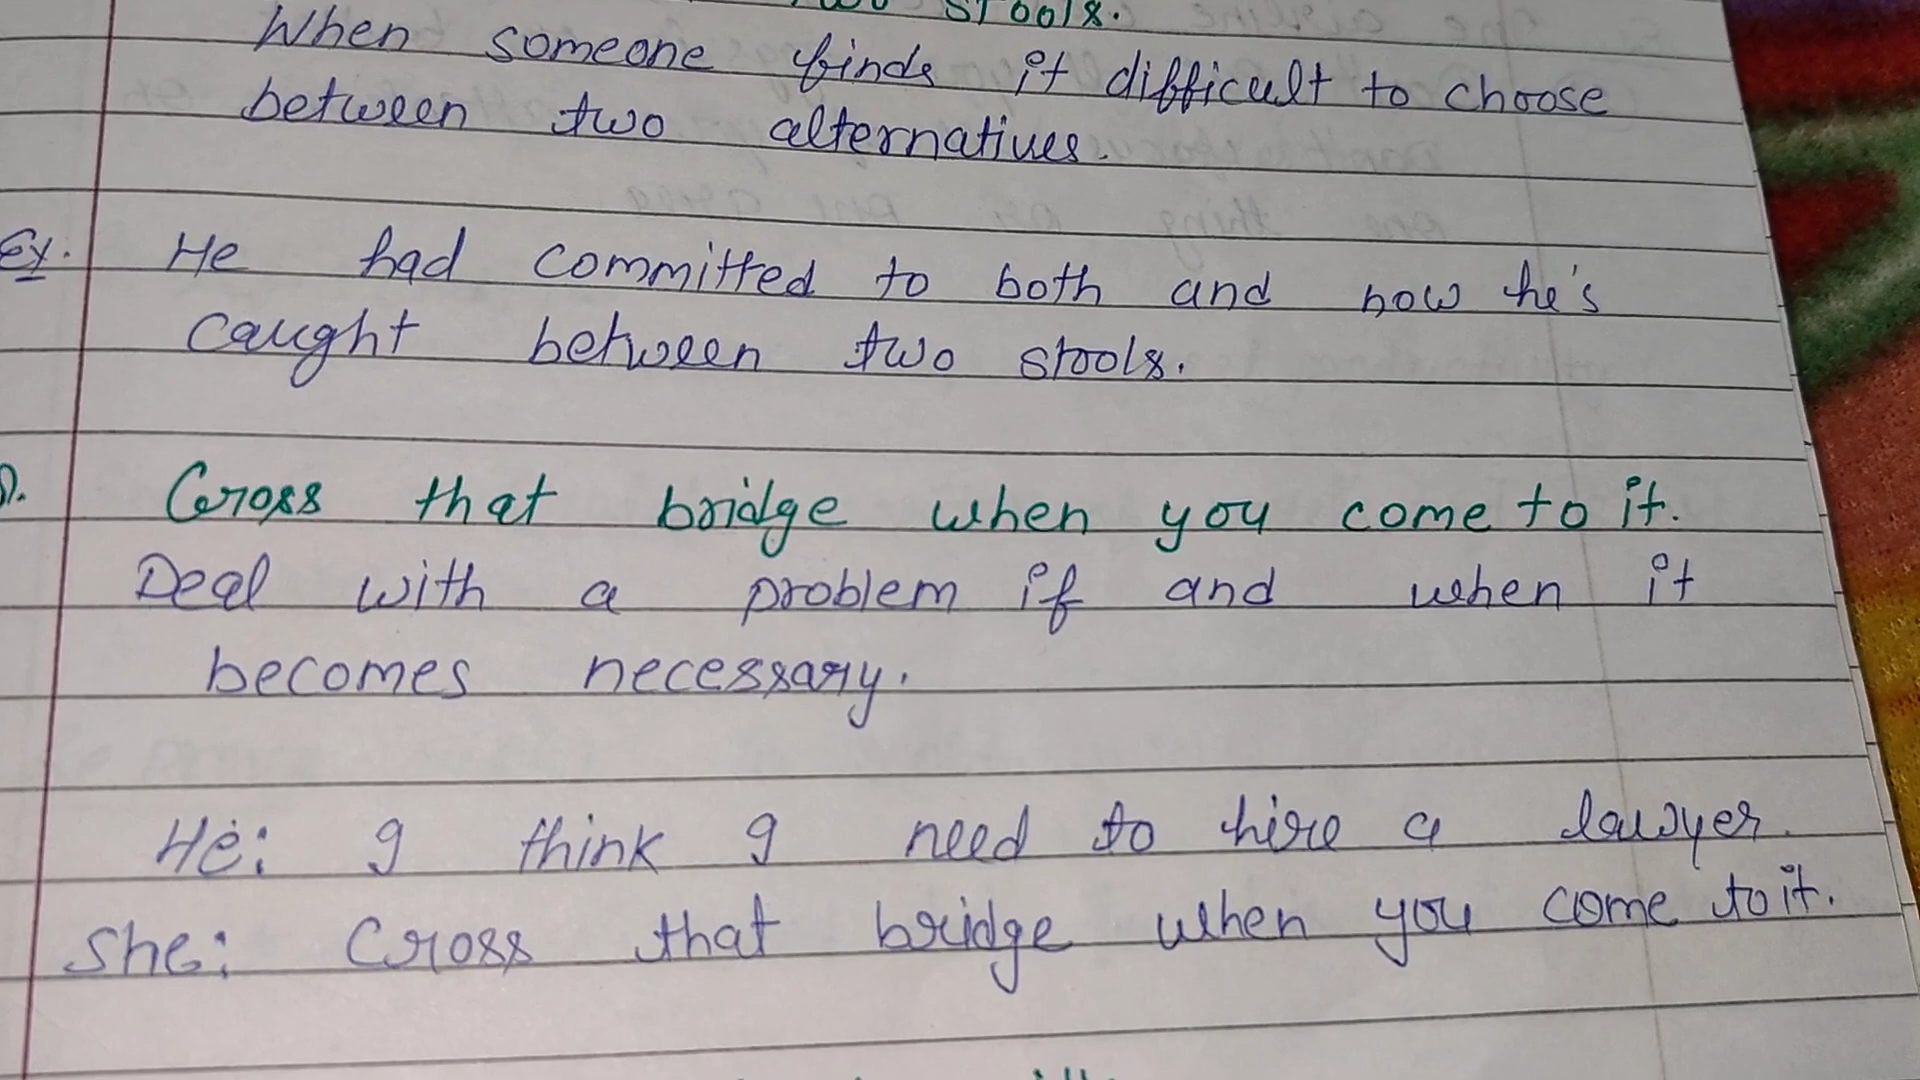 two stools.
When someone finds it difficult to choose
between two alternatives.
Ex. He had committed to both and now he's
caught between two stools.
Cross that bridge when you come to it.
Deal with a problem if and when it
becomes necessary.
He: I think I need to hire a lawyer.
She: Cross that bridge when you come to it.